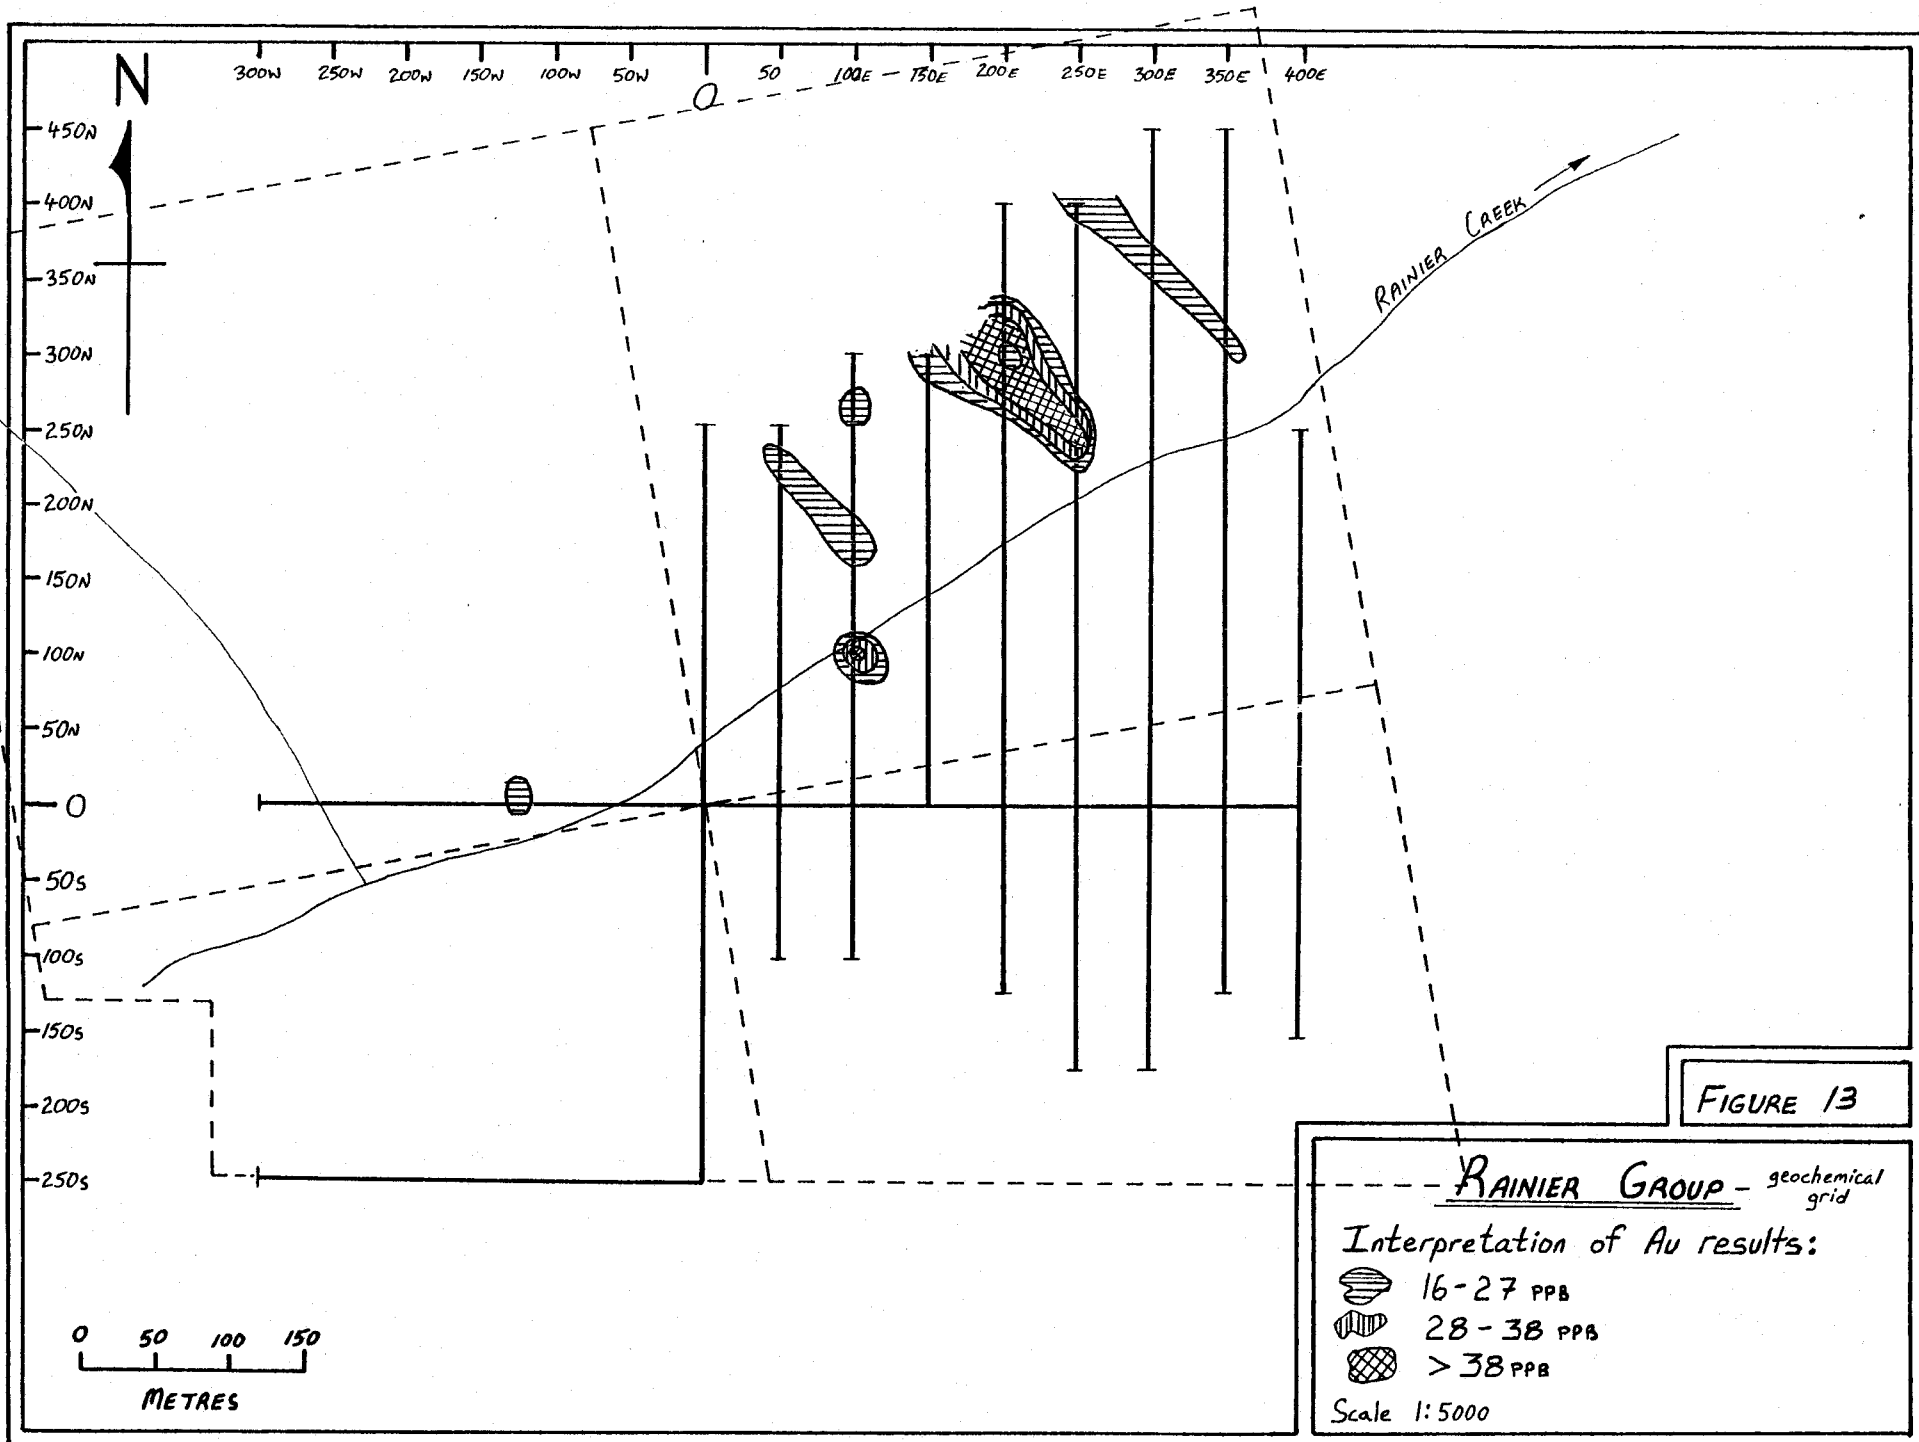 N
300W 250W 200W 150W 100W 50W 0 50 100E 150E 200E 250E 300E 350E 400E
450N
400N
350N
300N
250N
200N
150N
100N
50N
0
50S
100S
150S
200S
250S
RAINIER CREEK
FIGURE 13
RAINIER GROUP - geochemical
grid
Interpretation of Au results:
16-27 PPB
28-38 PPB
> 38 PPB
Scale 1:5000
0 50 100 150
METRES